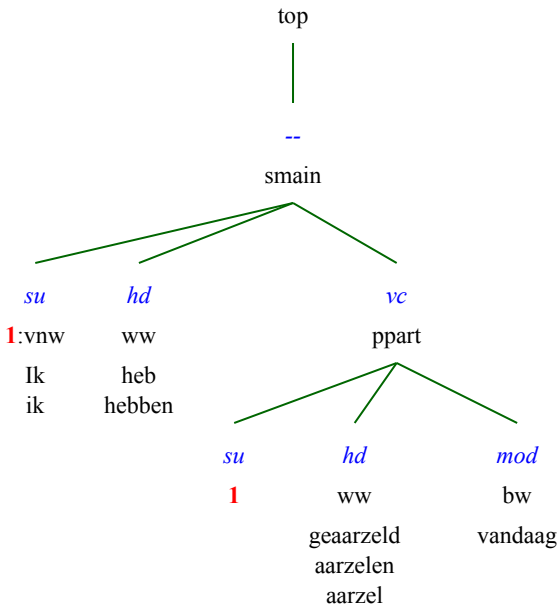 top
--
smain
su hd vc
1:vnw ww ppart
Ik heb
ik hebben
su hd mod
1 ww bw
geaarzeld vandaag
aarzelen
aarzel